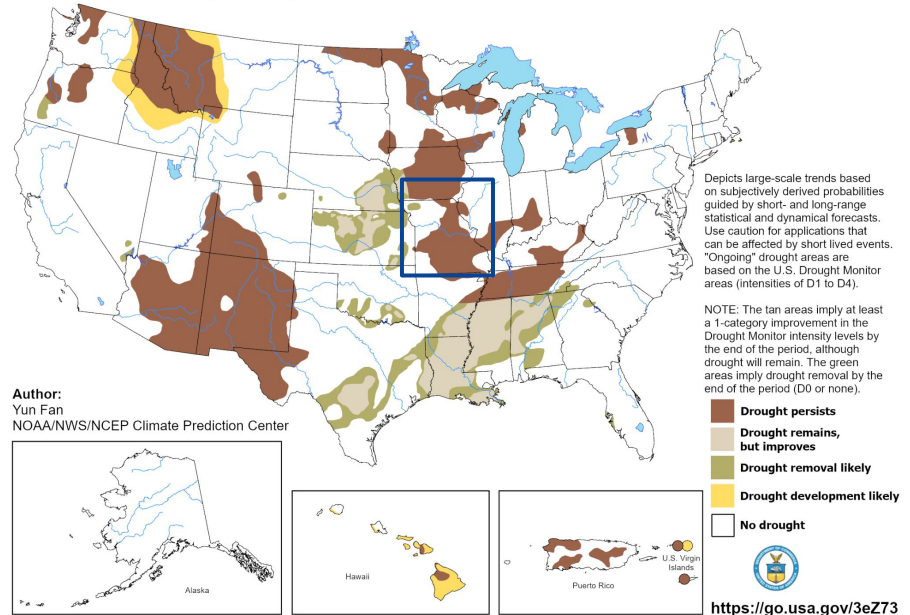 Depicts large-scale trends based
on subjectively derived probabilities
guided by short- and long-range
statistical and dynamical forecasts.
Use caution for applications that
can be affected by short lived events.
"Ongoing" drought areas are
based on the U.S. Drought Monitor
areas (intensities of D1 to D4).
NOTE: The tan areas imply at least
a 1-category improvement in the
Drought Monitor intensity levels by
the end of the period, although
drought will remain. The green
areas imply drought removal by the
end of the period (D0 or none).
Author:
Yun Fan
NOAA/NWS/NCEP Climate Prediction Center
Drought persists
Drought remains,
but improves
Drought removal likely
Drought development likely
No drought
Alaska
Hawaii
Puerto Rico
U.S. Virgin
Islands
https://go.usa.gov/3eZ73